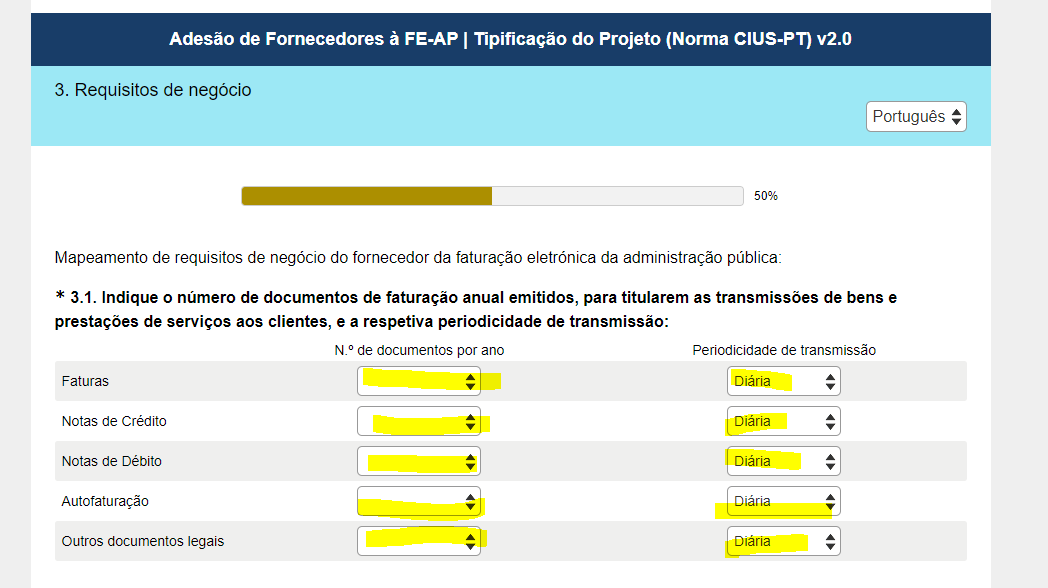 Adesão de Fornecedores à FE-AP | Tipificação do Projeto (Norma CIUS-PT) v2.0
3. Requisitos de negócio
Português
50%
Mapeamento de requisitos de negócio do fornecedor da faturação eletrónica da administração pública:
* 3.1. Indique o número de documentos de faturação anual emitidos, para titularem as transmissões de bens e
prestações de serviços aos clientes, e a respetiva periodicidade de transmissão:
N.º de documentos por ano Periodicidade de transmissão
Faturas Diária
Notas de Crédito Diária
Notas de Débito Diária
Autofaturação Diária
Outros documentos legais Diária